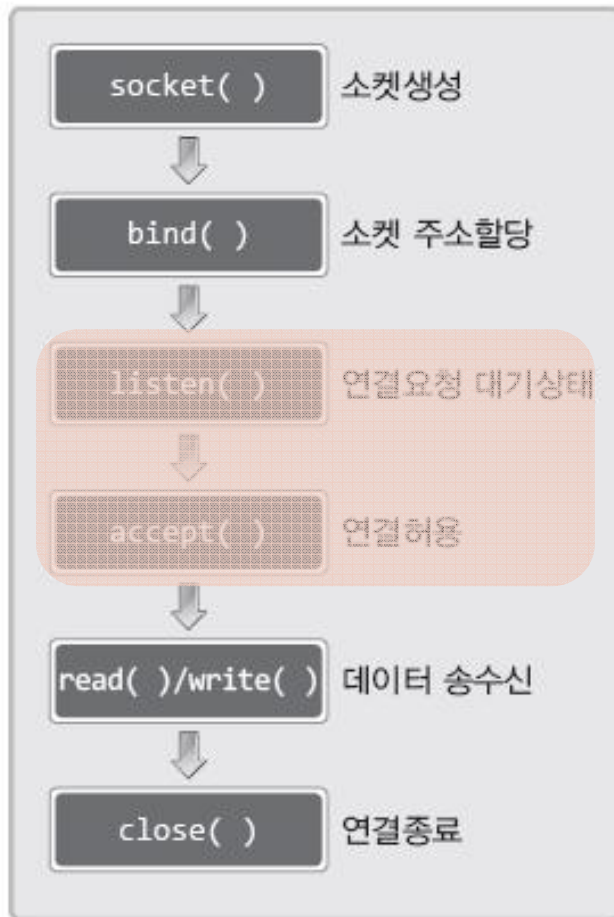 socket( ) 소켓생성
bind( ) 소켓 주소할당
listen( ) 연결요청 대기상태
accept( ) 연결허용
read( )/write( ) 데이터 송수신
close( ) 연결종료